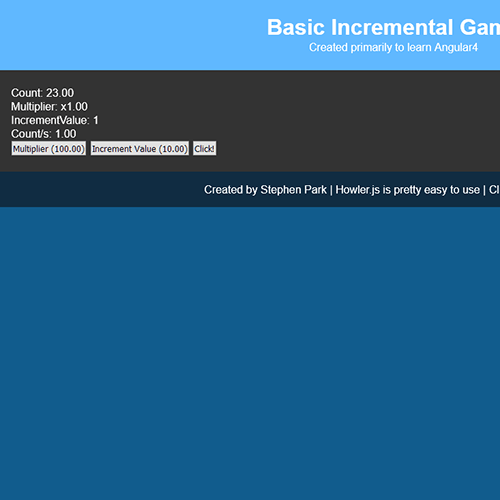 Basic Incremental Gam
Created primarily to learn Angular4
Count: 23.00
Multiplier: x1.00
IncrementValue: 1
Count/s: 1.00
Multiplier (100.00) Increment Value (10.00) Click!
Created by Stephen Park | Howler.js is pretty easy to use | Cl